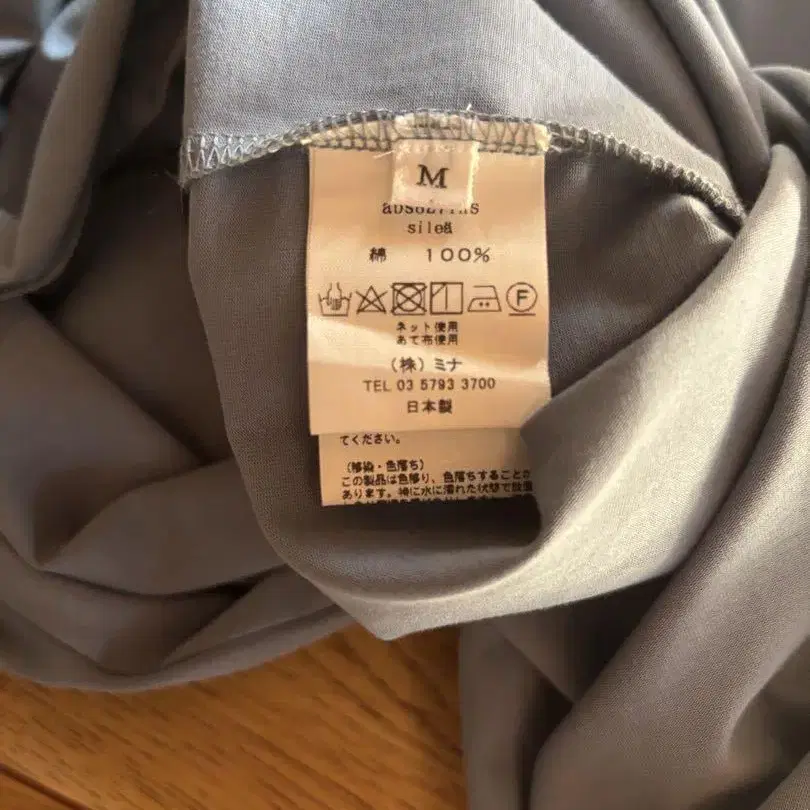 M
silea
綿 100%
F
ネット使用
あて布使用
(株)ミナ
TEL 03 5793 3700
日本製
てください。
(移染・色落ち)
この製品は色移り、色落ちすることが
あります。特に水に濡れた状態で放置